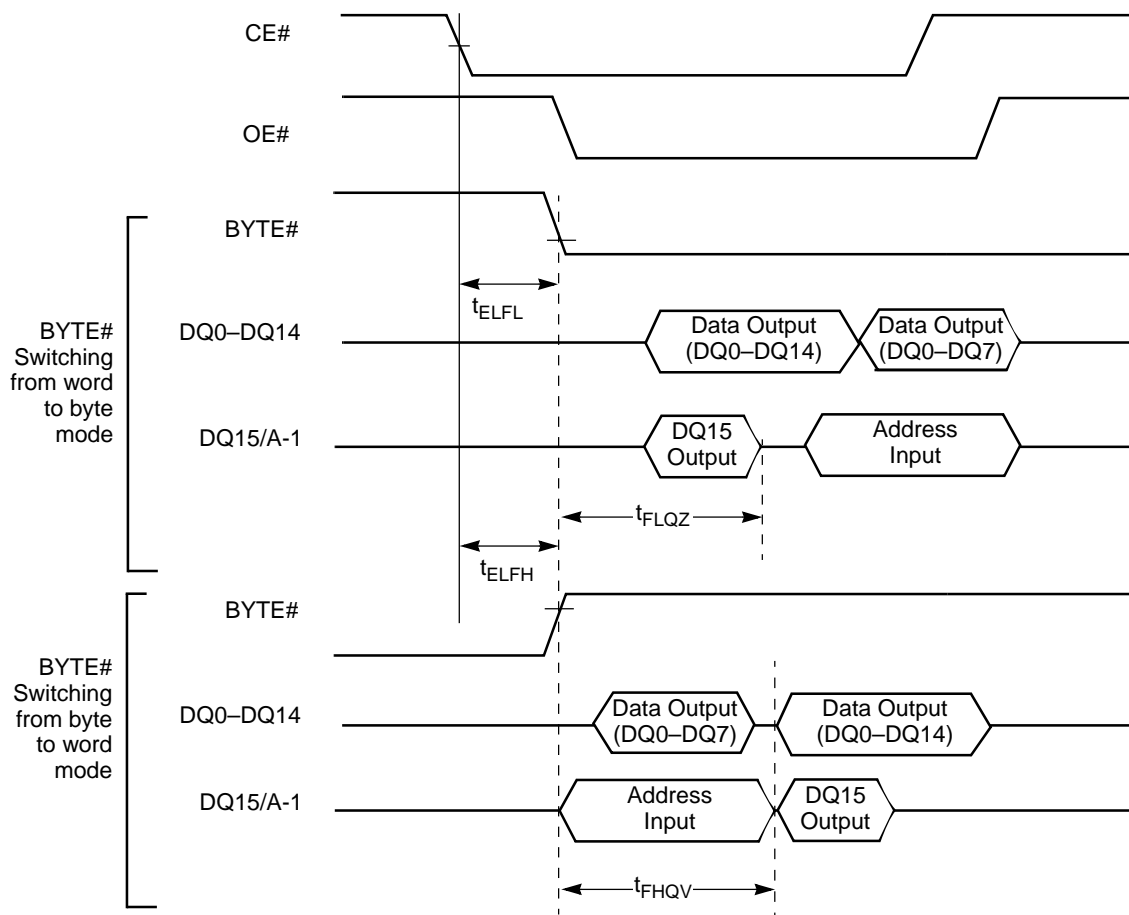 CE#
OE#
BYTE#
tELFL
BYTE#
Switching
from word
to byte
mode
DQ0–DQ14
Data Output
(DQ0–DQ14)
Data Output
(DQ0–DQ7)
DQ15/A-1
DQ15
Output
Address
Input
tFLQZ
tELFH
BYTE#
BYTE#
Switching
from byte
to word
mode
DQ0–DQ14
Data Output
(DQ0–DQ7)
Data Output
(DQ0–DQ14)
DQ15/A-1
Address
Input
DQ15
Output
tFHQV